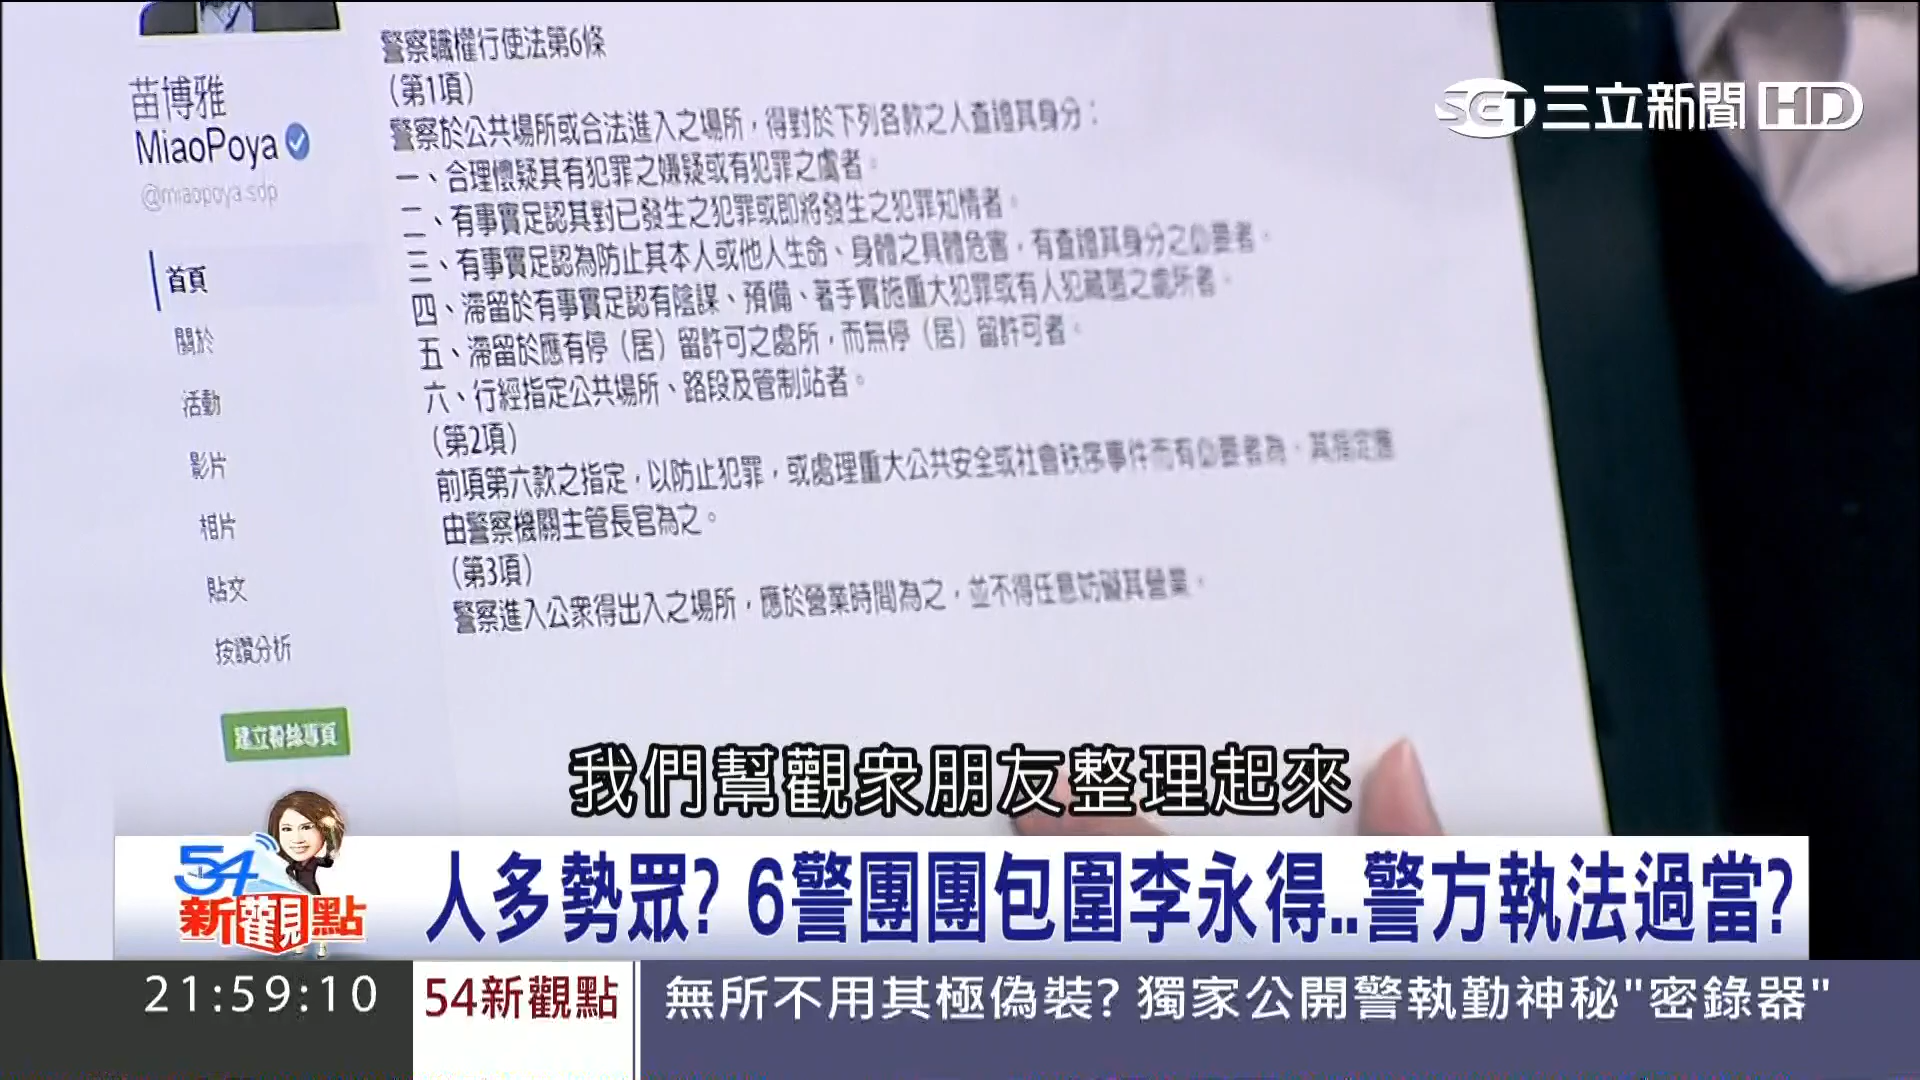 警察職權行使法第6條
(第1項)
警察於公共場所或合法進入之場所，得對於下列各款之人查證其身分：
一、合理懷疑其有犯罪之嫌疑或有犯罪之虞者。
二、有事實足認其對已發生之犯罪或即將發生之犯罪知情者。
三、有事實足認為防止其本人或他人生命、身體之具體危害，有查證其身分之必要者。
四、滯留於有事實足認有陰謀、預備、著手實施重大犯罪或有人犯藏匿之處所者。
五、滯留於應有停（居）留許可之處所，而無停（居）留許可者。
六、行經指定公共場所、路段及管制站者。
(第2項)
前項第六款之指定，以防止犯罪，或處理重大公共安全或社會秩序事件而有必要者為。其指定應
由警察機關主管長官為之。
(第3項)
警察進入公眾得出入之場所，應於營業時間為之，並不得任意妨礙其營業。
苗博雅
MiaoPoya
@miaopoya.sdp
首頁
關於
活動
影片
相片
貼文
按讚分析
建立粉絲專頁
SET三立新聞HD
我們幫觀眾朋友整理起來
54新觀點
人多勢眾? 6警團團包圍李永得..警方執法過當?
21:59:10
54新觀點
無所不用其極偽裝? 獨家公開警執勤神秘"密錄器"